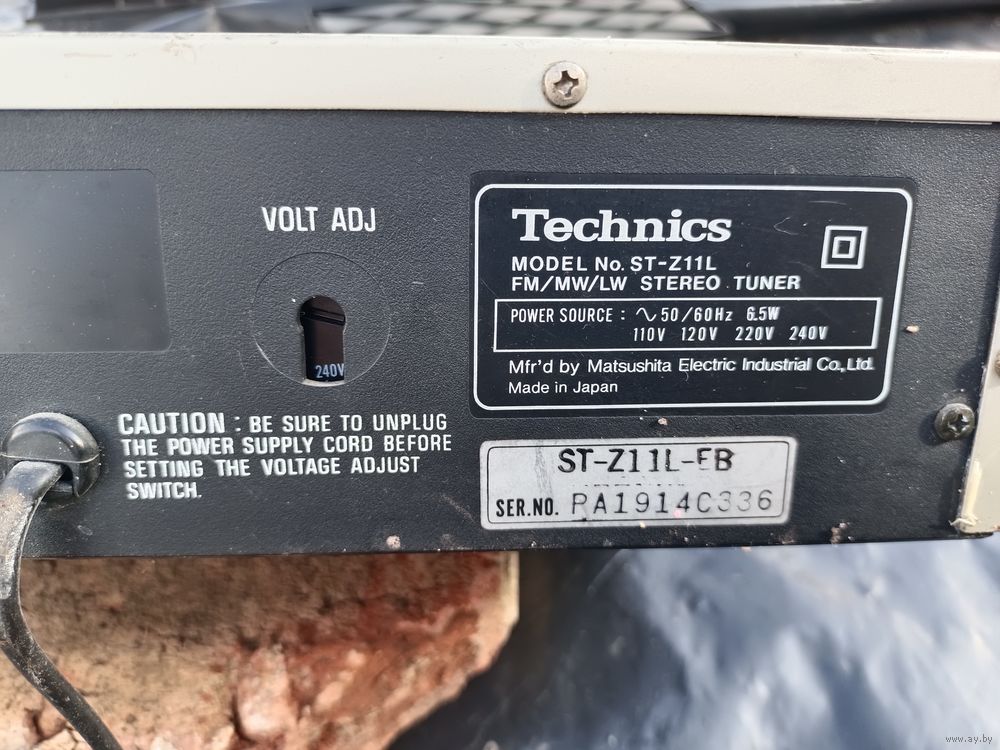 VOLT ADJ
240V
CAUTION : BE SURE TO UNPLUG
THE POWER SUPPLY CORD BEFORE
SETTING THE VOLTAGE ADJUST
SWITCH.
Technics
MODEL No. ST-Z11L
FM/MW/LW STEREO TUNER
POWER SOURCE : ∿ 50/60Hz 6.5W
110V 120V 220V 240V
Mfr'd by Matsushita Electric Industrial Co., Ltd.
Made in Japan
ST-Z11L-EB
SER.NO. RA1914C336
www.ay.by